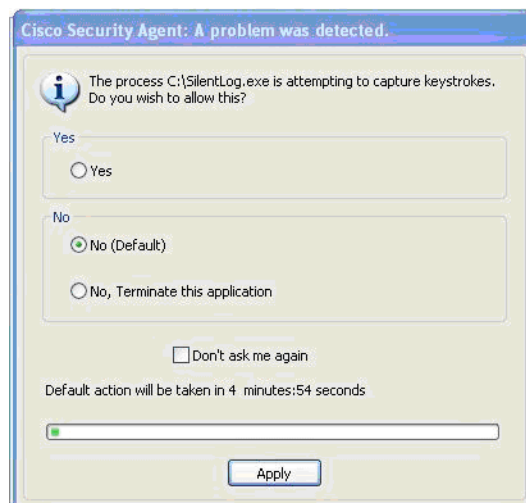 Cisco Security Agent: A problem was detected.
The process C:\SilentLog.exe is attempting to capture keystrokes.
Do you wish to allow this?
Yes
Yes
No
No (Default)
No, Terminate this application
Don't ask me again
Default action will be taken in 4 minutes:54 seconds
Apply